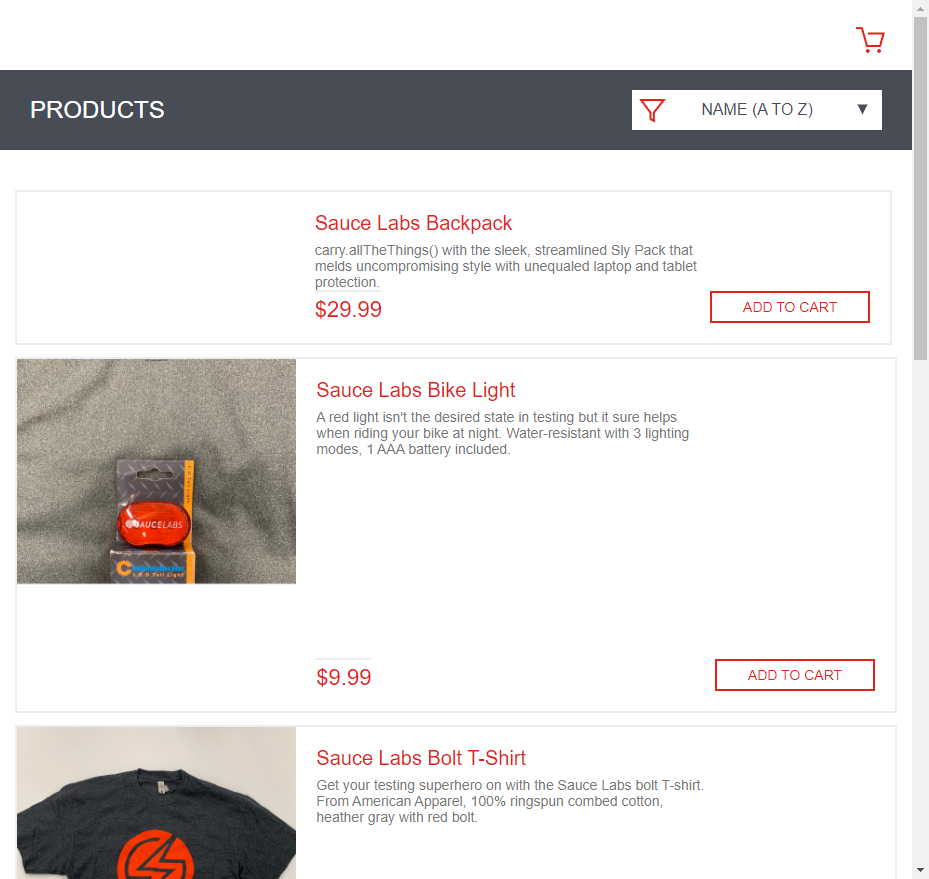 PRODUCTS
NAME (A TO Z)
Sauce Labs Backpack
carry.allTheThings() with the sleek, streamlined Sly Pack that
melds uncompromising style with unequaled laptop and tablet
protection.
$29.99
ADD TO CART
Sauce Labs Bike Light
A red light isn't the desired state in testing but it sure helps
when riding your bike at night. Water-resistant with 3 lighting
modes, 1 AAA battery included.
SAUCELABS
LED Tail Light
$9.99
ADD TO CART
Sauce Labs Bolt T-Shirt
Get your testing superhero on with the Sauce Labs bolt T-shirt.
From American Apparel, 100% ringspun combed cotton,
heather gray with red bolt.